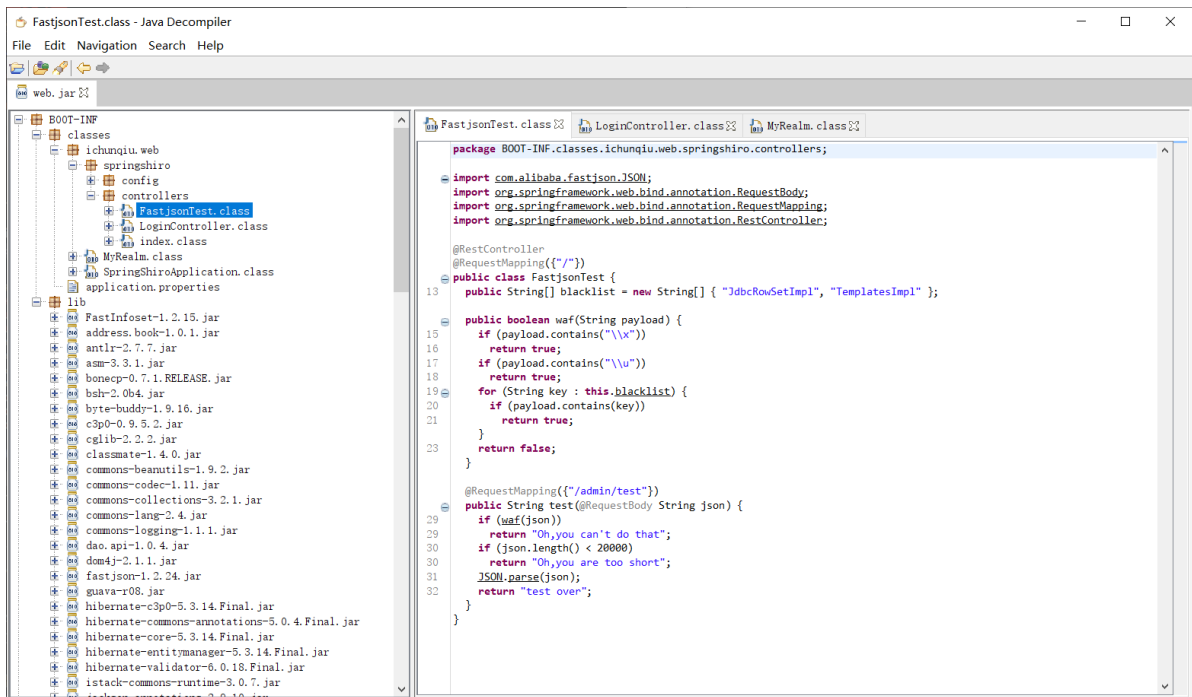 FastjsonTest.class - Java Decompiler
File Edit Navigation Search Help
web.jar
BOOT-INF
classes
ichunqiu.web
springshiro
config
controllers
FastjsonTest.class
LoginController.class
index.class
MyRealm.class
SpringShiroApplication.class
application.properties
lib
FastInfoset-1.2.15.jar
address.book-1.0.1.jar
antlr-2.7.7.jar
asm-3.3.1.jar
bonecp-0.7.1.RELEASE.jar
bsh-2.0b4.jar
byte-buddy-1.9.16.jar
c3p0-0.9.5.2.jar
cglib-2.2.2.jar
classmate-1.4.0.jar
commons-beanutils-1.9.2.jar
commons-codec-1.11.jar
commons-collections-3.2.1.jar
commons-lang-2.4.jar
commons-logging-1.1.1.jar
dao.api-1.0.4.jar
dom4j-2.1.1.jar
fastjson-1.2.24.jar
guava-r08.jar
hibernate-c3p0-5.3.14.Final.jar
hibernate-commons-annotations-5.0.4.Final.jar
hibernate-core-5.3.14.Final.jar
hibernate-entitymanager-5.3.14.Final.jar
hibernate-validator-6.0.18.Final.jar
istack-commons-runtime-3.0.7.jar
FastjsonTest.class LoginController.class MyRealm.class
package BOOT-INF.classes.ichunqiu.web.springshiro.controllers;
import com.alibaba.fastjson.JSON;
import org.springframework.web.bind.annotation.RequestBody;
import org.springframework.web.bind.annotation.RequestMapping;
import org.springframework.web.bind.annotation.RestController;
@RestController
@RequestMapping({"/"})
public class FastjsonTest {
13 public String[] blacklist = new String[] { "JdbcRowSetImpl", "TemplatesImpl" };
public boolean waf(String payload) {
15 if (payload.contains("\\x"))
16 return true;
17 if (payload.contains("\\u"))
18 return true;
19 for (String key : this.blacklist) {
20 if (payload.contains(key))
21 return true;
}
23 return false;
}
@RequestMapping({"/admin/test"})
public String test(@RequestBody String json) {
29 if (waf(json))
29 return "Oh,you can't do that";
30 if (json.length() < 20000)
30 return "Oh,you are too short";
31 JSON.parse(json);
32 return "test over";
}
}